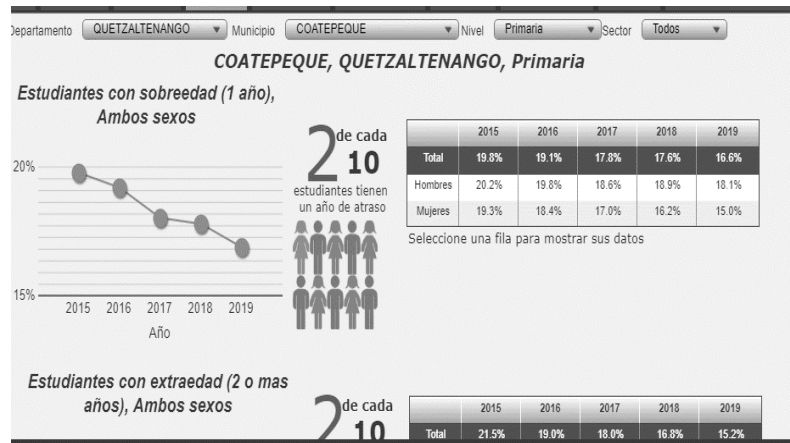 Departamento QUETZALTENANGO Municipio COATEPEQUE Nivel Primaria Sector Todos
COATEPEQUE, QUETZALTENANGO, Primaria
Estudiantes con sobreedad (1 año),
Ambos sexos
20%
15%
2015 2016 2017 2018 2019
Año
2 de cada
10
estudiantes tienen
un año de atraso
2015 2016 2017 2018 2019
Total 19.8% 19.1% 17.8% 17.6% 16.6%
Hombres 20.2% 19.8% 18.6% 18.9% 18.1%
Mujeres 19.3% 18.4% 17.0% 16.2% 15.0%
Seleccione una fila para mostrar sus datos
Estudiantes con extraedad (2 o mas
años), Ambos sexos
2 de cada
10
2015 2016 2017 2018 2019
Total 21.5% 19.0% 18.0% 16.8% 15.2%